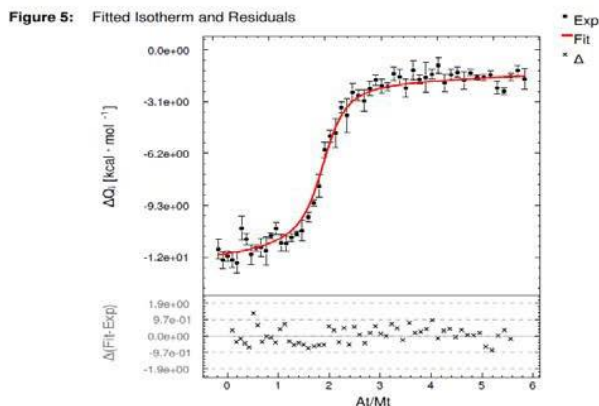 Figure 5: Fitted Isotherm and Residuals
Exp
Fit
Δ
0.0e+00
-3.1e+00
-6.2e+00
-9.3e+00
-1.2e+01
ΔQᵢ [kcal · mol ⁻¹]
1.9e+00
9.7e-01
0.0e+00
-9.7e-01
-1.9e+00
Δ(Fit-Exp)
0 1 2 3 4 5 6
At/Mt